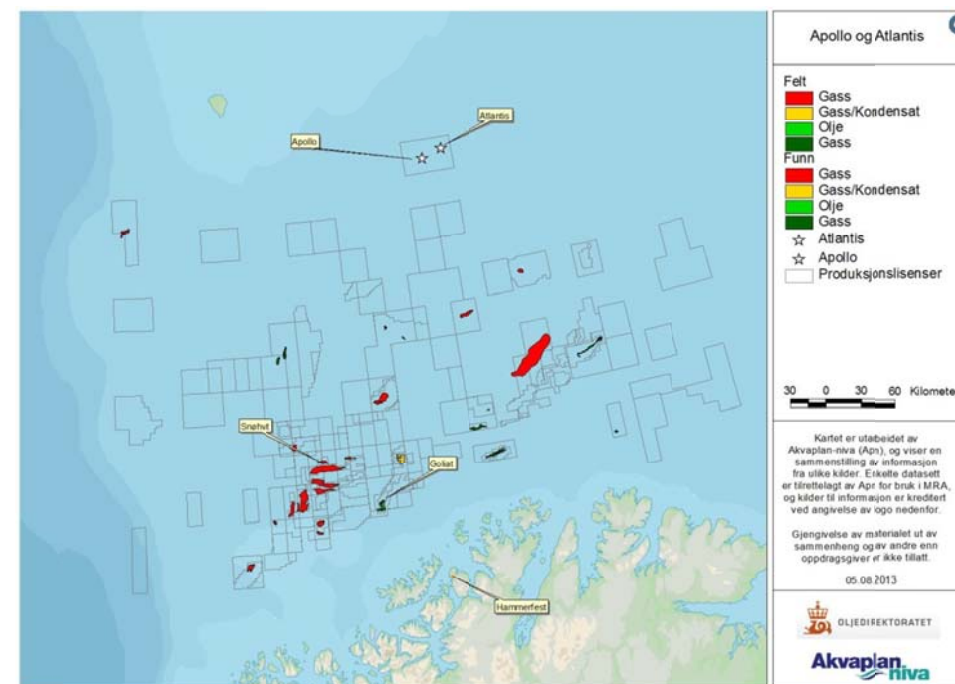 Apollo og Atlantis
Felt
Gass
Gass/Kondensat
Olje
Gass
Funn
Gass
Gass/Kondensat
Olje
Gass
Atlantis
Apollo
Produksjonslisenser
30 0 30 60 Kilomete
Kartet er utarbeidet av
Akvaplan-niva (Apn), og viser en
sammenstilling av informasjon
fra ulike kilder. Enkelte datasett
er tilrettelagt av Apn for bruk i MRA,
og kilder til informasjon er kreditert
ved angivelse av logo nedenfor.
Gjengivelse av materialet ut av
sammenheng og av andre enn
oppdragsgiver er ikke tillatt.
05.08.2013
OLJEDIREKTORATET
Akvaplan
niva
Atlantis
Apollo
Snøhvit
Goliat
Hammerfest